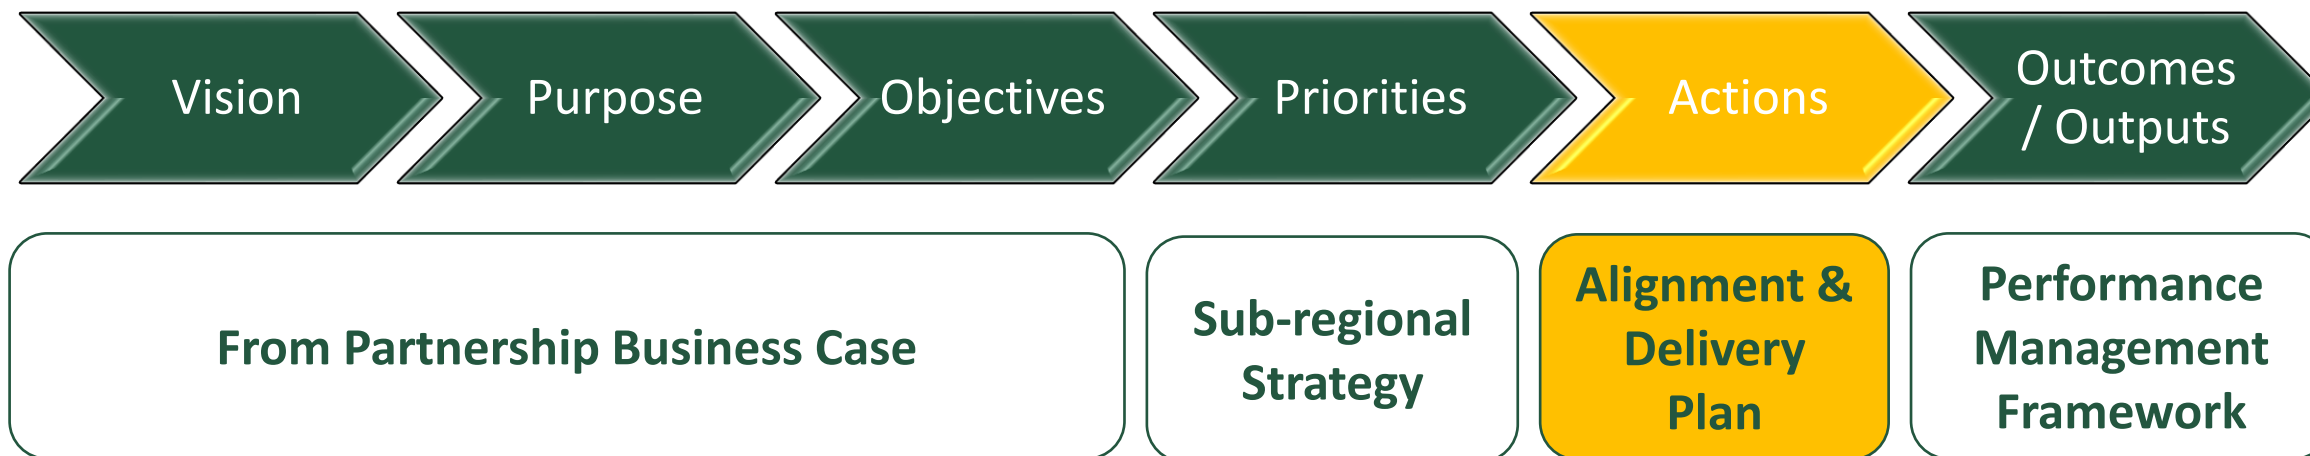 Vision
Purpose
Objectives
Priorities
Actions
Outcomes
/ Outputs
From Partnership Business Case
Sub-regional
Strategy
Alignment &
Delivery
Plan
Performance
Management
Framework